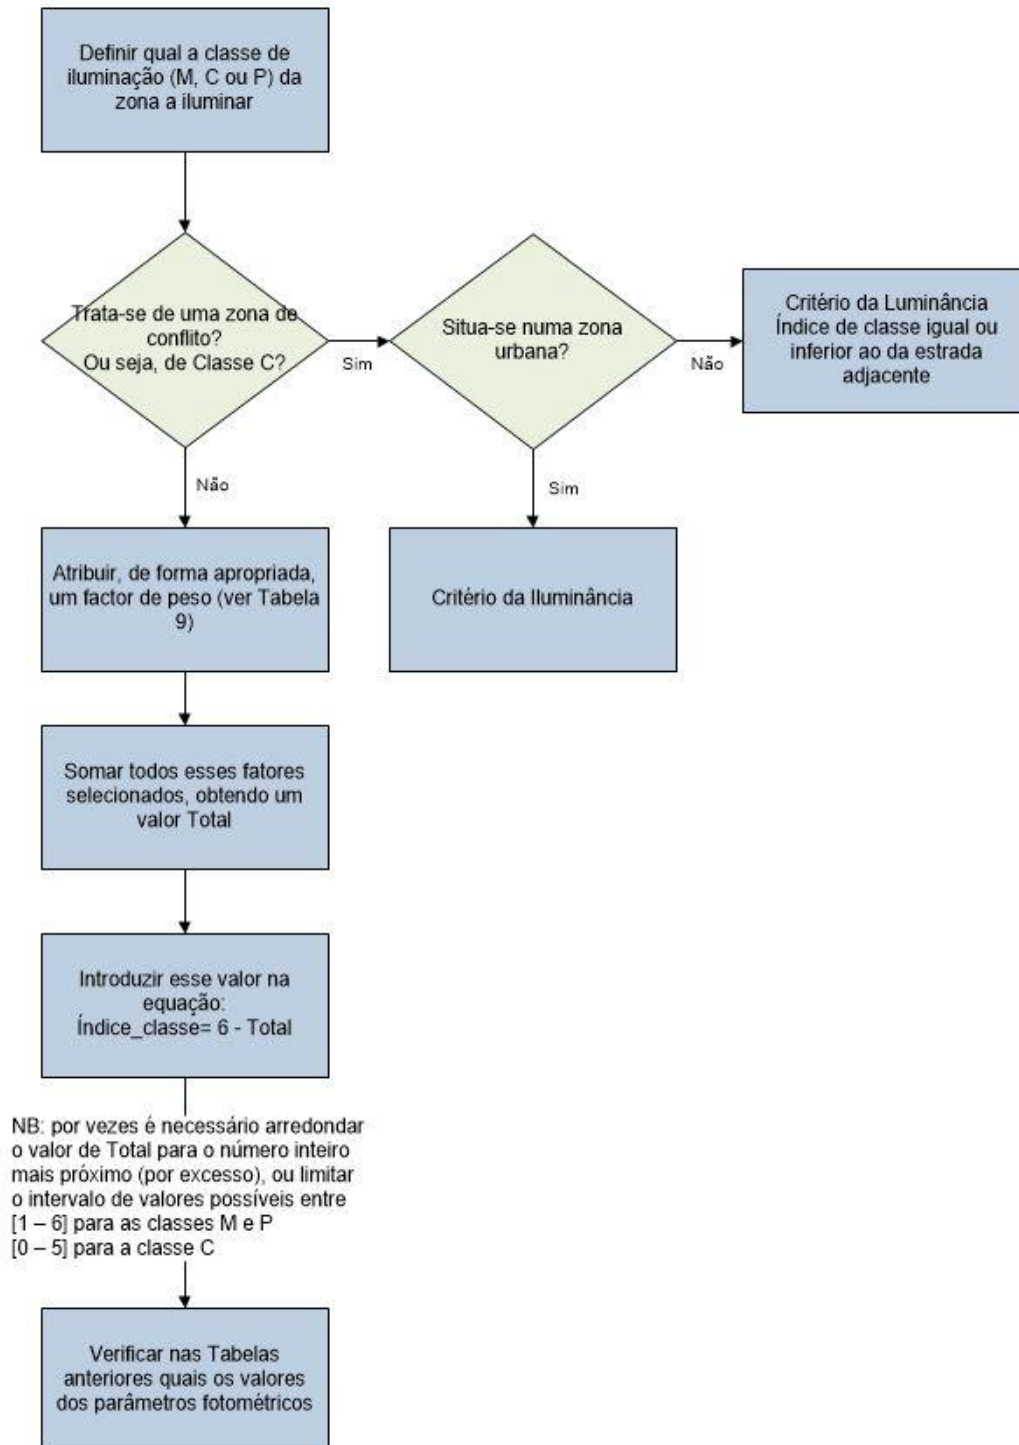 Definir qual a classe de
iluminação (M, C ou P) da
zona a iluminar
Trata-se de uma zona de
conflito?
Ou seja, de Classe C?
Sim
Situa-se numa zona
urbana?
Não
Critério da Luminância
Índice de classe igual ou
inferior ao da estrada
adjacente
Não
Sim
Atribuir, de forma apropriada,
um factor de peso (ver Tabela
9)
Critério da Iluminância
Somar todos esses fatores
selecionados, obtendo um
valor Total
Introduzir esse valor na
equação:
Índice_classe= 6 - Total
NB: por vezes é necessário arredondar
o valor de Total para o número inteiro
mais próximo (por excesso), ou limitar
o intervalo de valores possíveis entre
[1 – 6] para as classes M e P
[0 – 5] para a classe C
Verificar nas Tabelas
anteriores quais os valores
dos parâmetros fotométricos